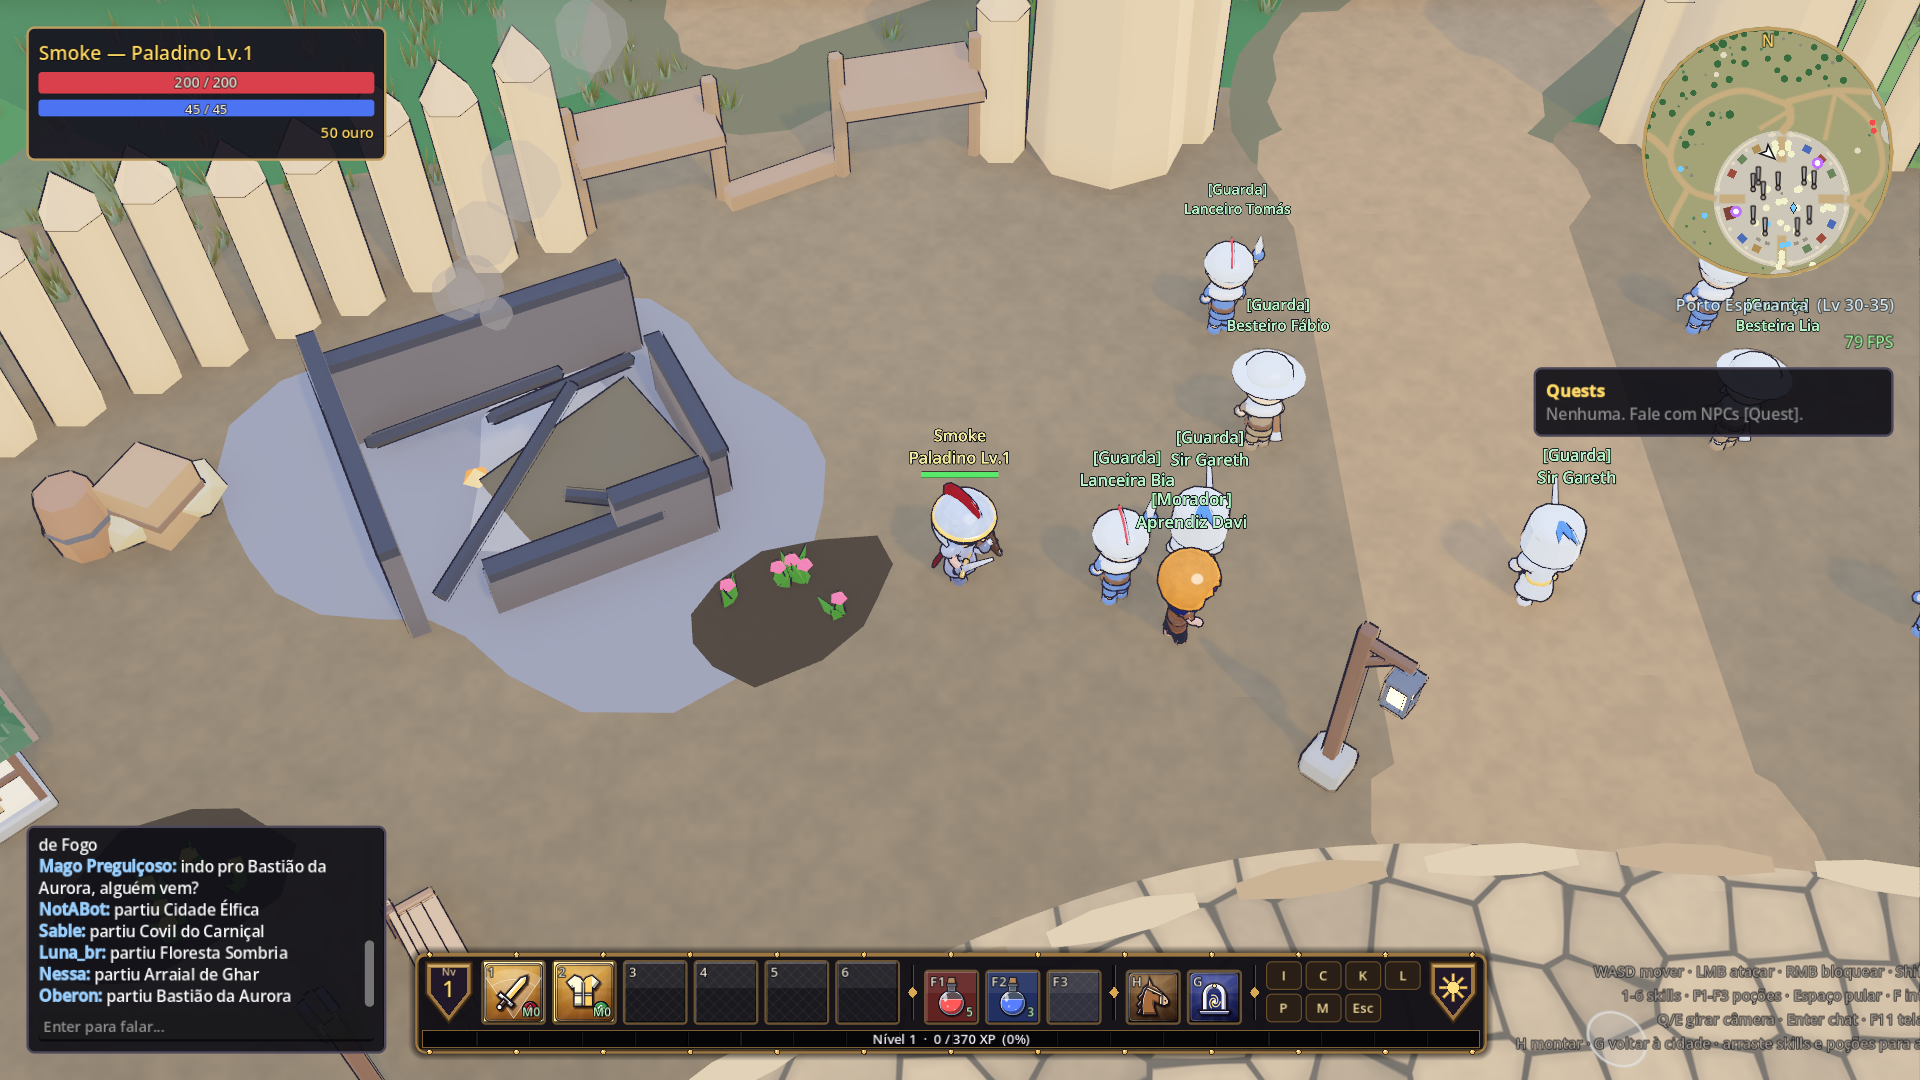 Smoke — Paladino Lv.1
200 / 200
45 / 45
50 ouro
N
Porto Esperança (Lv 30-35)
[Guarda]
Besteira Lia
79 FPS
Quests
Nenhuma. Fale com NPCs [Quest].
[Guarda]
Lanceiro Tomás
[Guarda]
Besteiro Fábio
Smoke
Paladino Lv.1
[Guarda]
Sir Gareth
[Guarda]
Lanceira Bia
[Morador]
Aprendiz Davi
[Guarda]
Sir Gareth
de Fogo
Mago Preguiçoso: indo pro Bastião da
Aurora, alguém vem?
NotABot: partiu Cidade Élfica
Sable: partiu Covil do Carniçal
Luna_br: partiu Floresta Sombria
Nessa: partiu Arraial de Ghar
Oberon: partiu Bastião da Aurora
Enter para falar...
Nv
1
1
M0
2
M0
3
4
5
6
F1
5
F2
3
F3
H
G
I
C
K
L
P
M
Esc
Nível 1 · 0 / 370 XP (0%)
WASD mover · LMB atacar · RMB bloquear · Shi
1-6 skills · F1-F3 poções · Espaço pular · F in
Q/E girar câmera · Enter chat · F11 tela
H montar · G voltar à cidade · arraste skills e poções para a